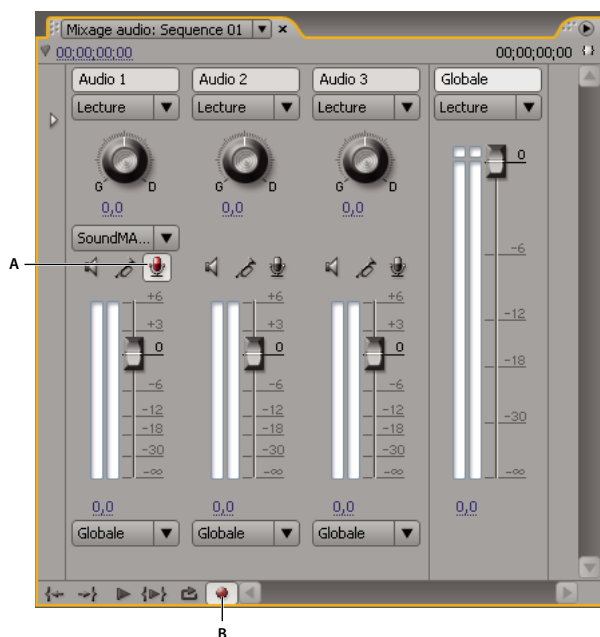 Mixage audio: Sequence 01
00;00;00;00 00;00;00;00
Audio 1 Audio 2 Audio 3 Globale
Lecture Lecture Lecture Lecture
G D G D G D
0,0 0,0 0,0
SoundMA...
A
+6 +6 +6
+3 +3 +3
0 0 0
-6 -6 -6
-12 -12 -12
-18 -18 -18
-30 -30 -30
-∞ -∞ -∞
0
-6
-12
-18
-30
-∞
0,0 0,0 0,0 0,0
Globale Globale Globale
B